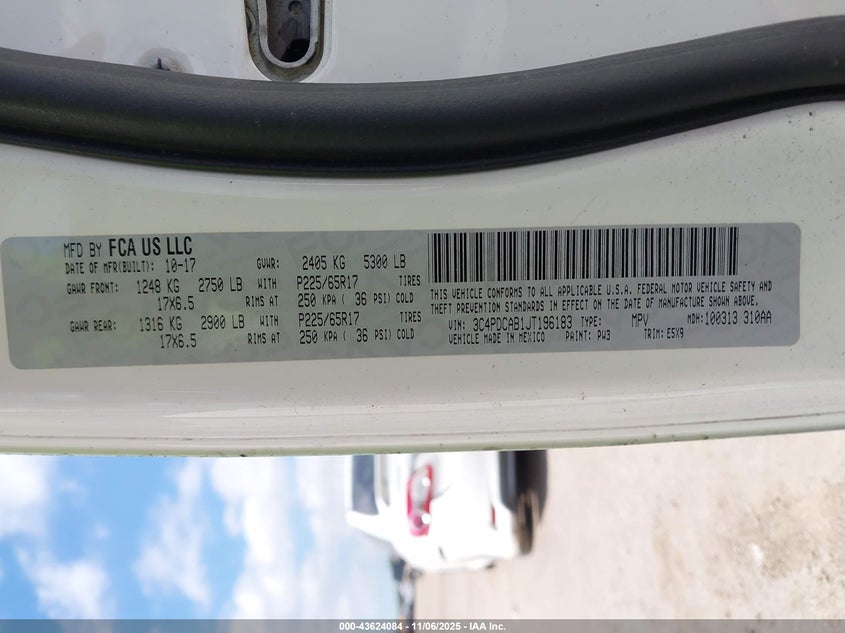 MFD BY FCA US LLC
DATE OF MFR(BUILT): 10-17 GVWR: 2405 KG 5300 LB
GAWR FRONT: 1248 KG 2750 LB WITH P225/65R17 TIRES
17X6.5 RIMS AT 250 KPA ( 36 PSI) COLD
GAWR REAR: 1316 KG 2900 LB WITH P225/65R17 TIRES
17X6.5 RIMS AT 250 KPA ( 36 PSI) COLD
THIS VEHICLE CONFORMS TO ALL APPLICABLE U.S.A. FEDERAL MOTOR VEHICLE SAFETY AND
THEFT PREVENTION STANDARDS IN EFFECT ON THE DATE OF MANUFACTURE SHOWN ABOVE.
VIN: 3C4PDCAB1JT196183 TYPE: MPV MDH: 100313 310AA
VEHICLE MADE IN MEXICO PAINT: PW3 TRIM: E5X9
000-43624084 - 11/06/2025 - IAA Inc.